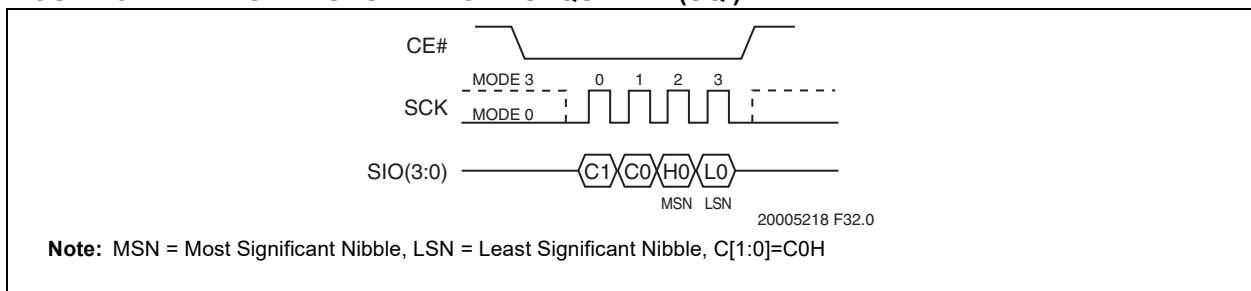 CE#
MODE 3
0 1 2 3
SCK
MODE 0
SIO(3:0)
C1 C0 H0 L0
MSN LSN
20005218 F32.0
Note: MSN = Most Significant Nibble, LSN = Least Significant Nibble, C[1:0]=C0H